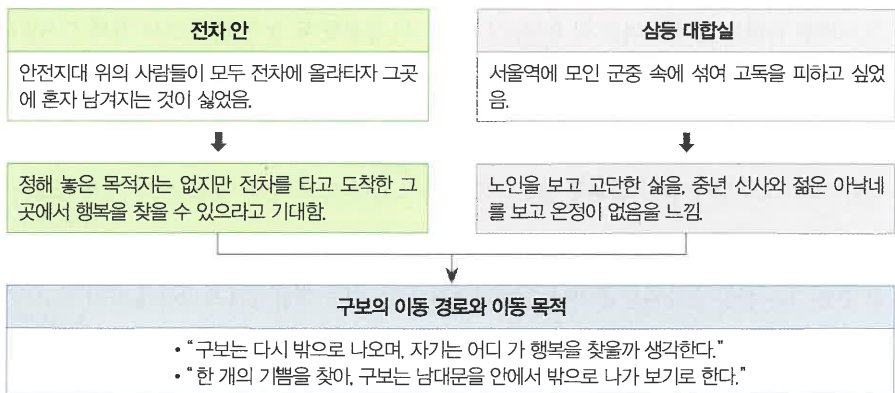 전차 안
안전지대 위의 사람들이 모두 전차에 올라타자 그곳
에 혼자 남겨지는 것이 싫었음.
정해 놓은 목적지는 없지만 전차를 타고 도착한 그
곳에서 행복을 찾을 수 있으라고 기대함.
삼등 대합실
서울역에 모인 군중 속에 섞여 고독을 피하고 싶었
음.
노인을 보고 고단한 삶을, 중년 신사와 젊은 아낙네
를 보고 온정이 없음을 느낌.
구보의 이동 경로와 이동 목적
• “구보는 다시 밖으로 나오며, 자기는 어디 가 행복을 찾을까 생각한다.”
• “한 개의 기쁨을 찾아, 구보는 남대문을 안에서 밖으로 나가 보기로 한다.”